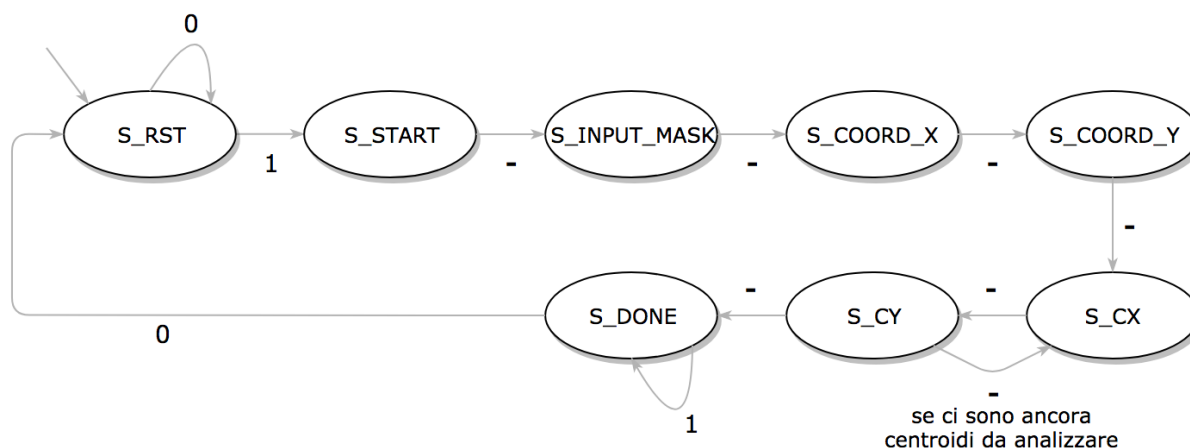 0
S_RST
S_START
S_INPUT_MASK
S_COORD_X
S_COORD_Y
1
-
-
-
-
-
-
S_DONE
S_CY
S_CX
0
1
-
se ci sono ancora
centroidi da analizzare